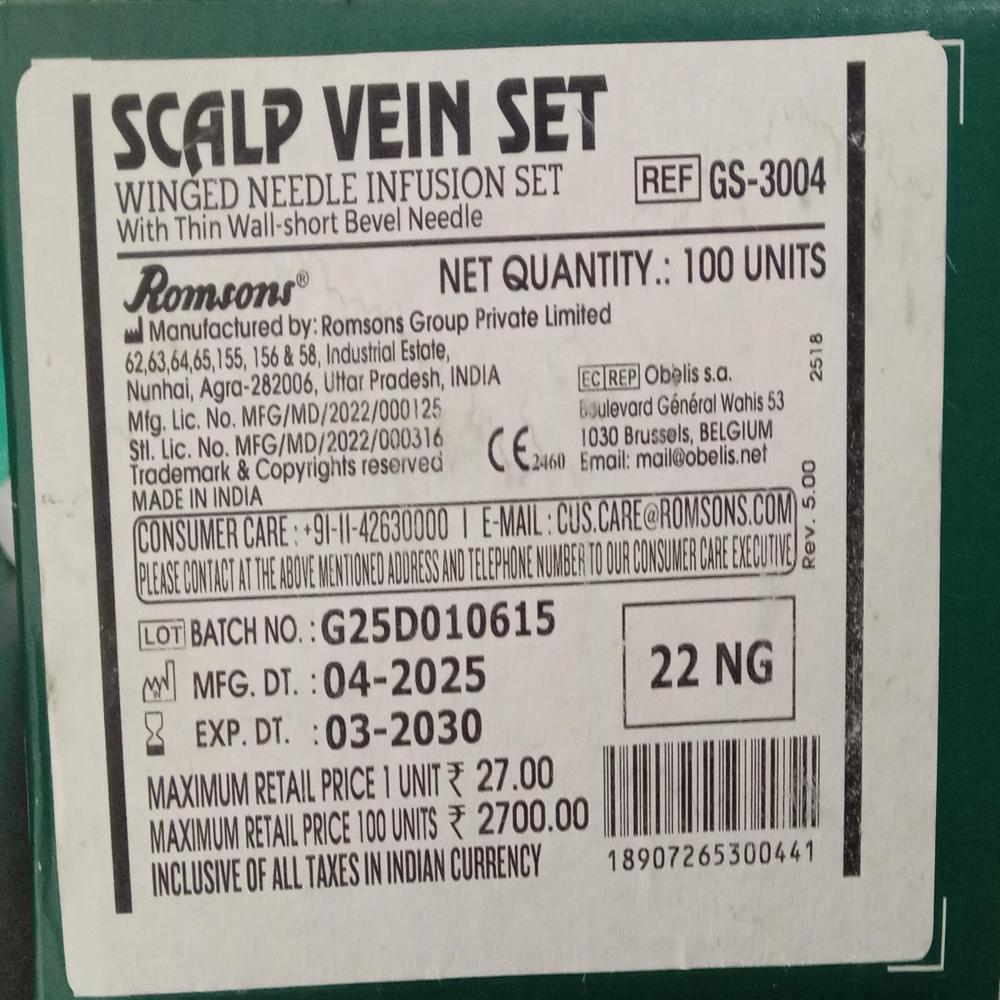 SCALP VEIN SET
WINGED NEEDLE INFUSION SET
With Thin Wall-short Bevel Needle
REF GS-3004
Romsons®
NET QUANTITY.: 100 UNITS
Manufactured by: Romsons Group Private Limited
62,63,64,65,155, 156 & 58, Industrial Estate,
Nunhai, Agra-282006, Uttar Pradesh, INDIA
Mfg. Lic. No. MFG/MD/2022/000125
Stl. Lic. No. MFG/MD/2022/000316
Trademark & Copyrights reserved
MADE IN INDIA
CE 2460
EC REP Obelis s.a.
Boulevard Général Wahis 53
1030 Brussels, BELGIUM
Email: mail@obelis.net
2518
Rev. 5.00
CONSUMER CARE : +91-11-42630000 | E-MAIL : CUS.CARE@ROMSONS.COM
PLEASE CONTACT AT THE ABOVE MENTIONED ADDRESS AND TELEPHONE NUMBER TO OUR CONSUMER CARE EXECUTIVE
LOT BATCH NO. : G25D010615
MFG. DT. : 04-2025
EXP. DT. : 03-2030
22 NG
MAXIMUM RETAIL PRICE 1 UNIT ₹ 27.00
MAXIMUM RETAIL PRICE 100 UNITS ₹ 2700.00
INCLUSIVE OF ALL TAXES IN INDIAN CURRENCY
18907265300441